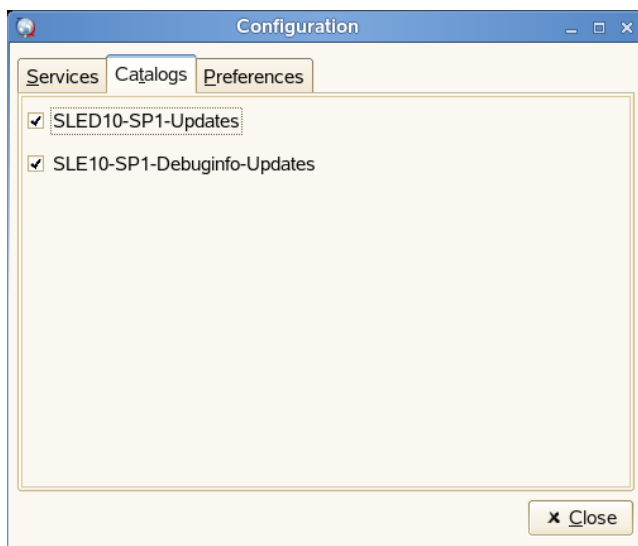 Configuration
Services Catalogs Preferences
SLED10-SP1-Updates
SLE10-SP1-Debuginfo-Updates
Close